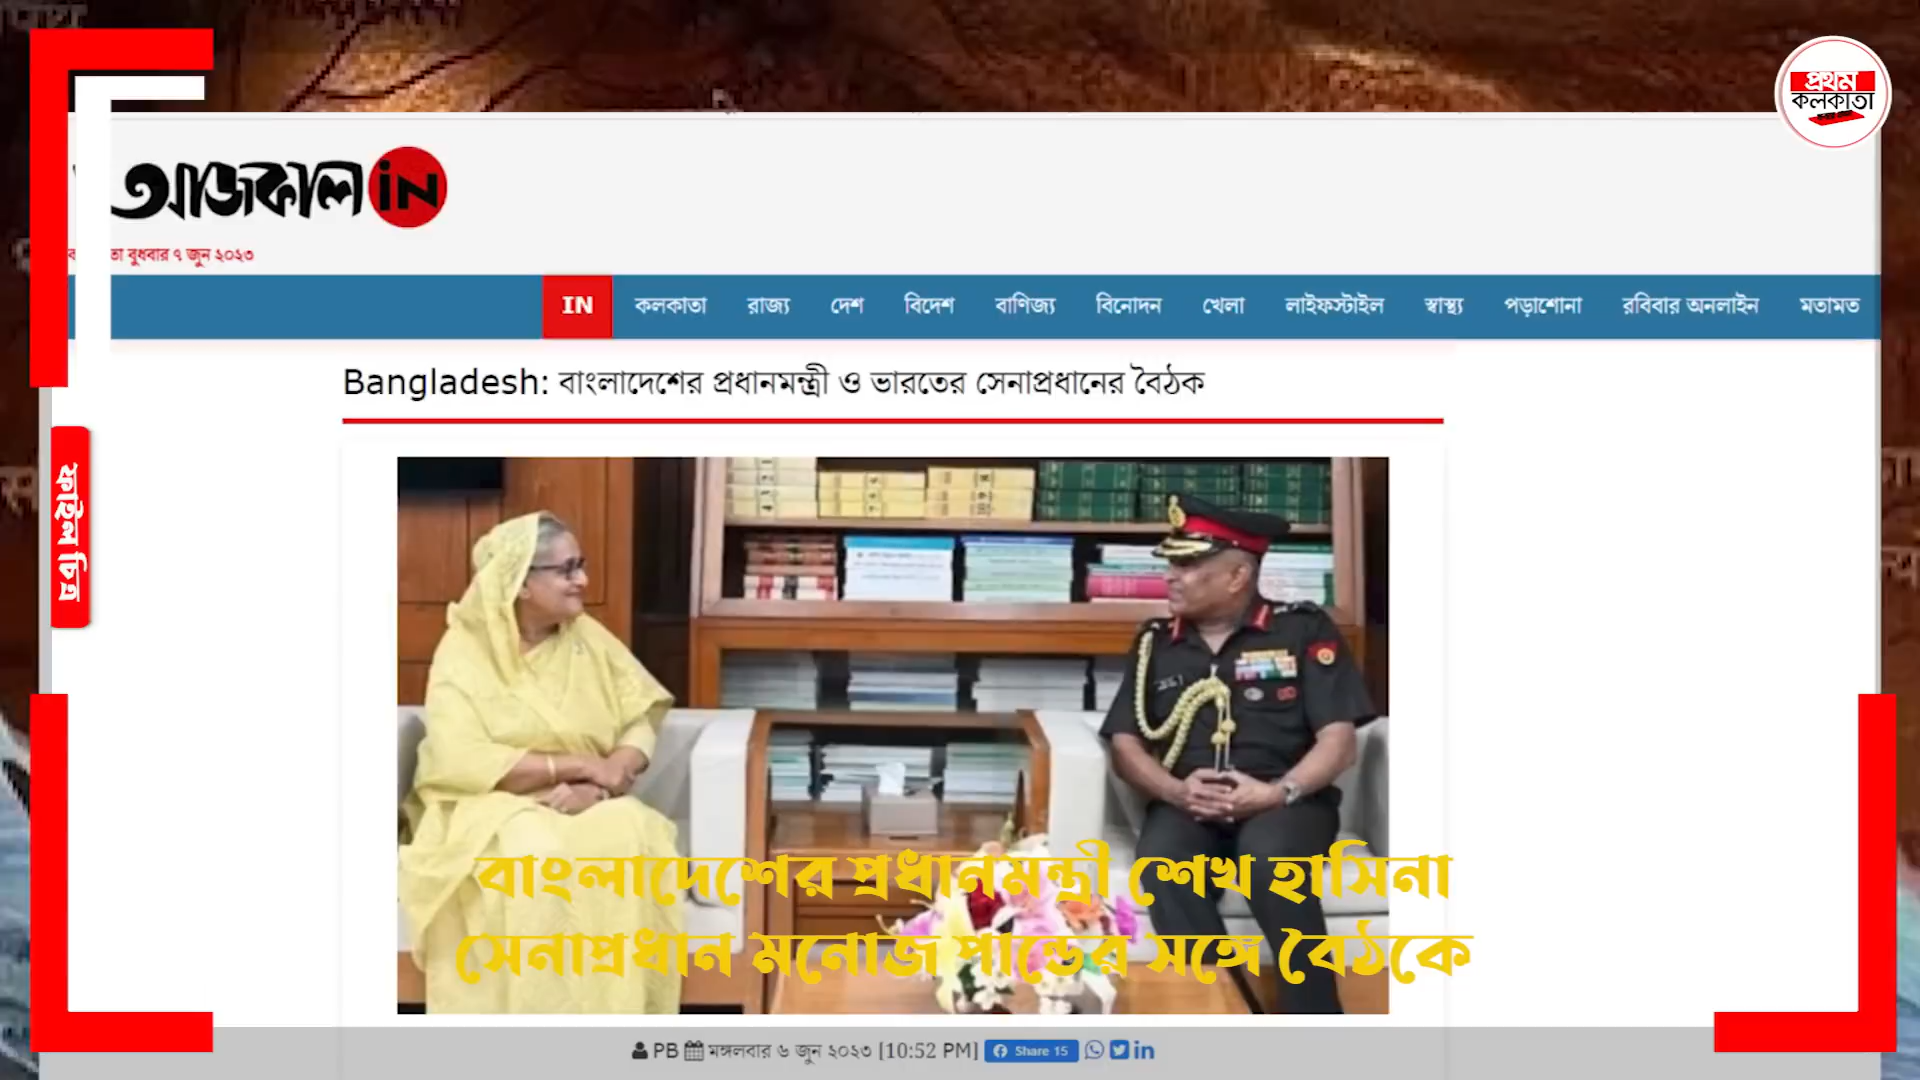 প্রথম
কলকাতা
আজকাল iN
তা বুধবার ৭ জুন ২০২৩
IN কলকাতা রাজ্য দেশ বিদেশ বাণিজ্য বিনোদন খেলা লাইফস্টাইল স্বাস্থ্য পড়াশোনা রবিবার অনলাইন মতামত
Bangladesh: বাংলাদেশের প্রধানমন্ত্রী ও ভারতের সেনাপ্রধানের বৈঠক
ফাইল চিত্র
বাংলাদেশের প্রধানমন্ত্রী শেখ হাসিনা
সেনাপ্রধান মনোজ পান্ডের সঙ্গে বৈঠকে
PB মঙ্গলবার ৬ জুন ২০২৩ [10:52 PM] Share 15